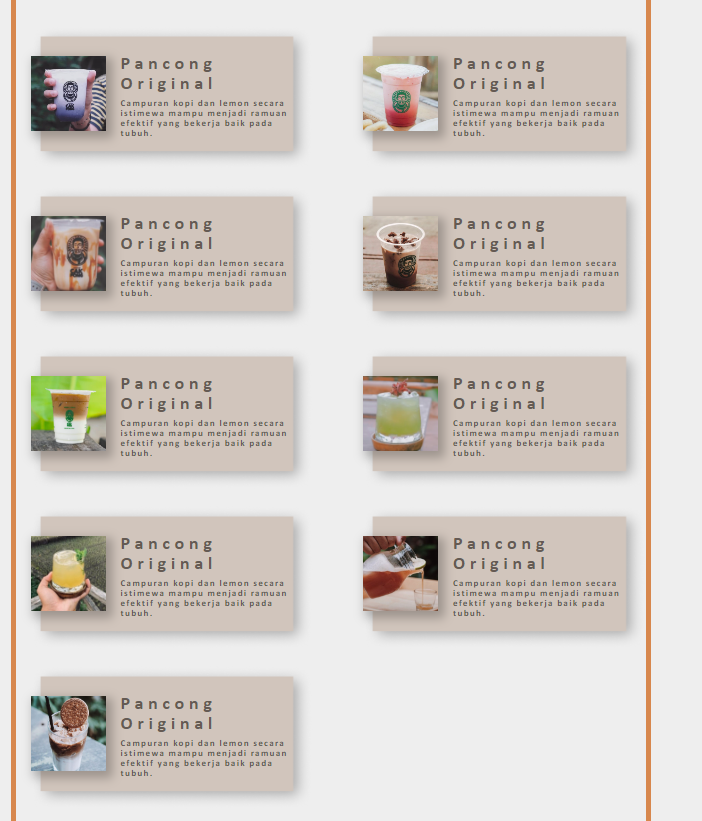 Pancong
Original
Campuran kopi dan lemon secara
istimewa mampu menjadi ramuan
efektif yang bekerja baik pada
tubuh.
Pancong
Original
Campuran kopi dan lemon secara
istimewa mampu menjadi ramuan
efektif yang bekerja baik pada
tubuh.
Pancong
Original
Campuran kopi dan lemon secara
istimewa mampu menjadi ramuan
efektif yang bekerja baik pada
tubuh.
Pancong
Original
Campuran kopi dan lemon secara
istimewa mampu menjadi ramuan
efektif yang bekerja baik pada
tubuh.
Pancong
Original
Campuran kopi dan lemon secara
istimewa mampu menjadi ramuan
efektif yang bekerja baik pada
tubuh.
Pancong
Original
Campuran kopi dan lemon secara
istimewa mampu menjadi ramuan
efektif yang bekerja baik pada
tubuh.
Pancong
Original
Campuran kopi dan lemon secara
istimewa mampu menjadi ramuan
efektif yang bekerja baik pada
tubuh.
Pancong
Original
Campuran kopi dan lemon secara
istimewa mampu menjadi ramuan
efektif yang bekerja baik pada
tubuh.
Pancong
Original
Campuran kopi dan lemon secara
istimewa mampu menjadi ramuan
efektif yang bekerja baik pada
tubuh.